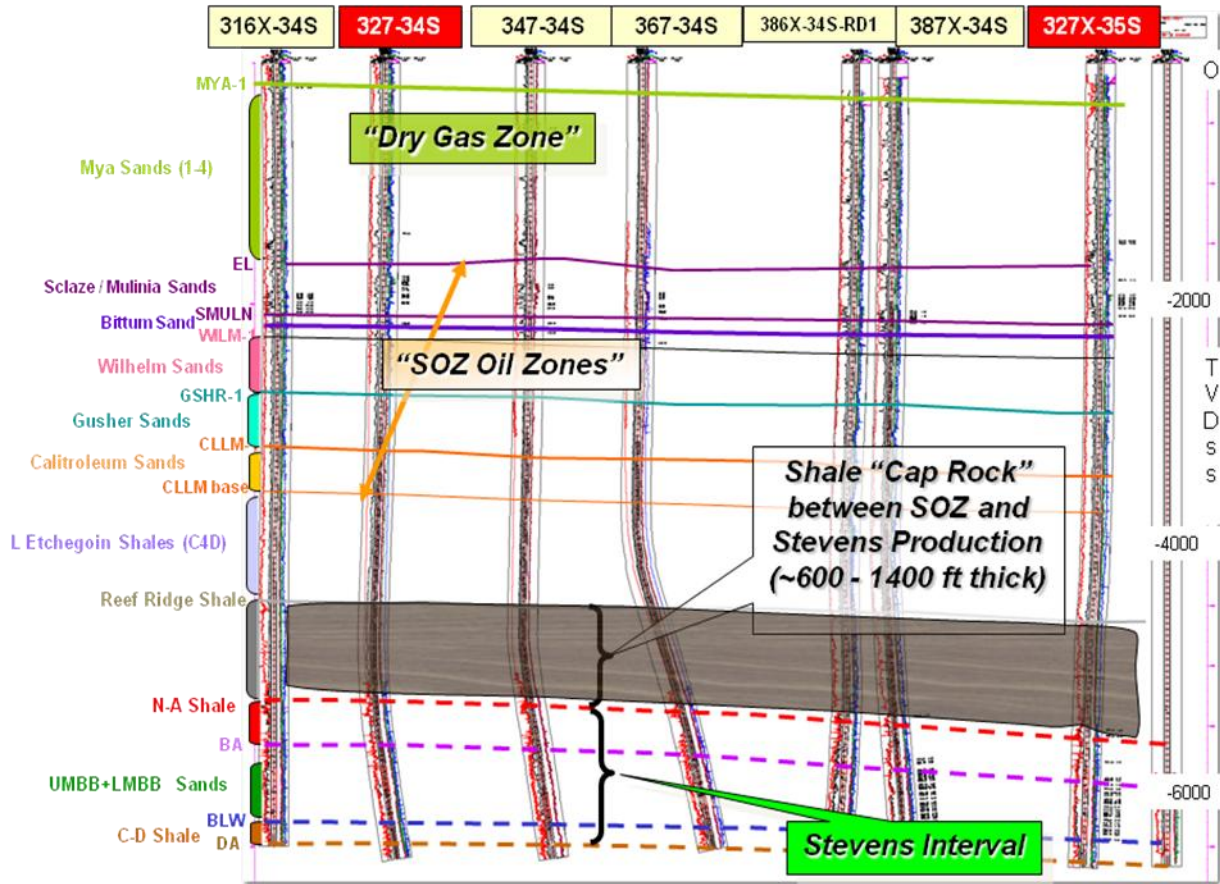 316X-34S
327-34S
347-34S
367-34S
386X-34S-RD1
387X-34S
327X-35S
MYA-1
"Dry Gas Zone"
Mya Sands (1-4)
EL
Sclaze/Mulinia Sands
SMULN
Bittum Sand
WILM-
"SOZ Oil Zones"
Wilhelm Sands
GSHR-1
Gusher Sands
CLLM-
Calitroleum Sands
CLLM base
L Etchegoin Shales (C4D)
Reef Ridge Shale
Shale "Cap Rock"
between SOZ and
Stevens Production
(~600 - 1400 ft thick)
N-A Shale
BA
UMBB+LMBB Sands
BLW
C-D Shale
DA
Stevens Interval
O
-2000
T
V
D
s
s
-4000
-6000